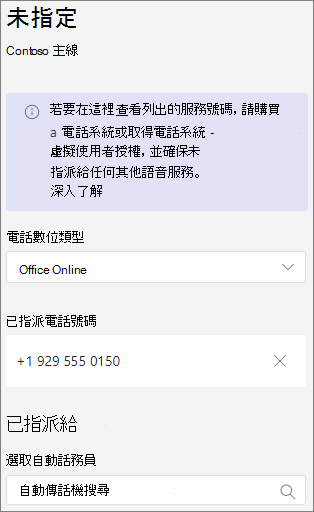 未指定
Contoso 主線
若要在這裡查看列出的服務號碼, 請購買
a 電話系統或取得電話系統 -
虛擬使用者授權, 並確保未
指派給任何其他語音服務。
深入了解
電話數位類型
Office Online
已指派電話號碼
+1 929 555 0150
已指派給
選取自動話務員
自動傳話機搜尋